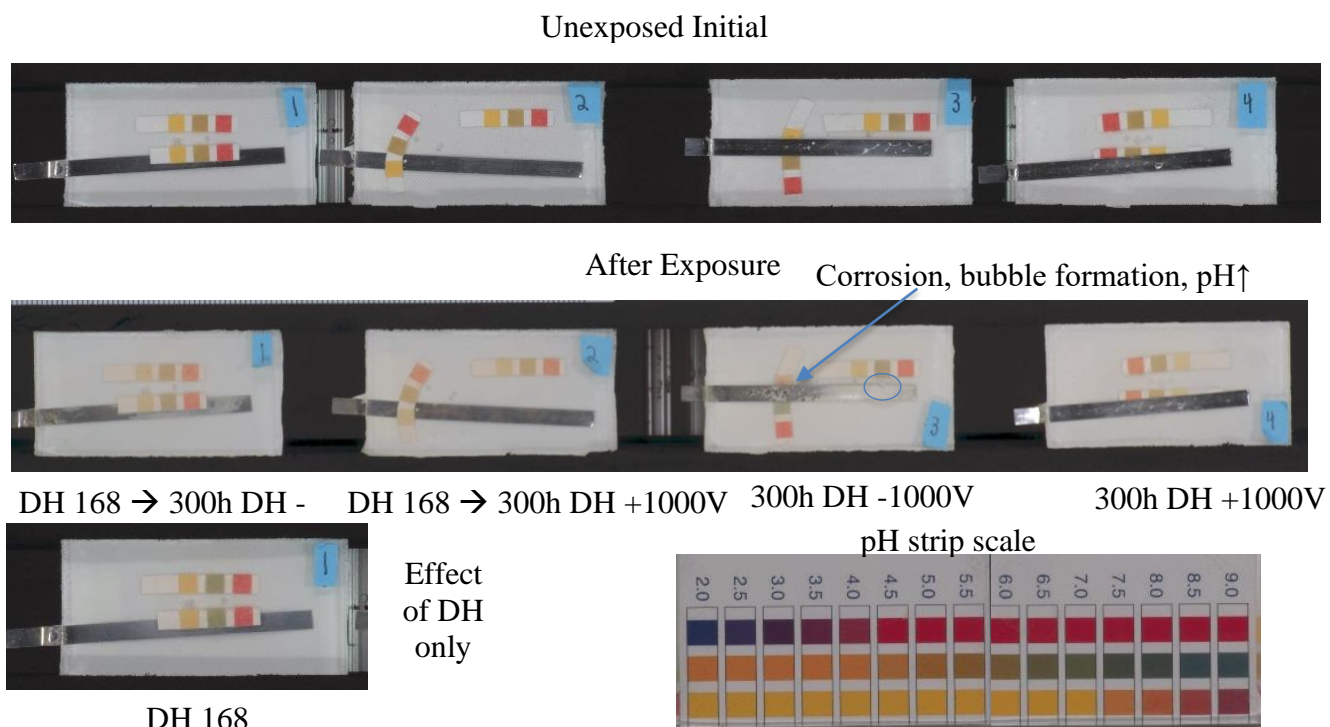 Unexposed Initial
1
2
3
4
After Exposure
Corrosion, bubble formation, pH↑
1
2
3
4
DH 168 → 300h DH -
DH 168 → 300h DH +1000V
300h DH -1000V
300h DH +1000V
1
Effect
of DH
only
DH 168
pH strip scale
2.0 2.5 3.0 3.5 4.0 4.5 5.0 5.5 6.0 6.5 7.0 7.5 8.0 8.5 9.0